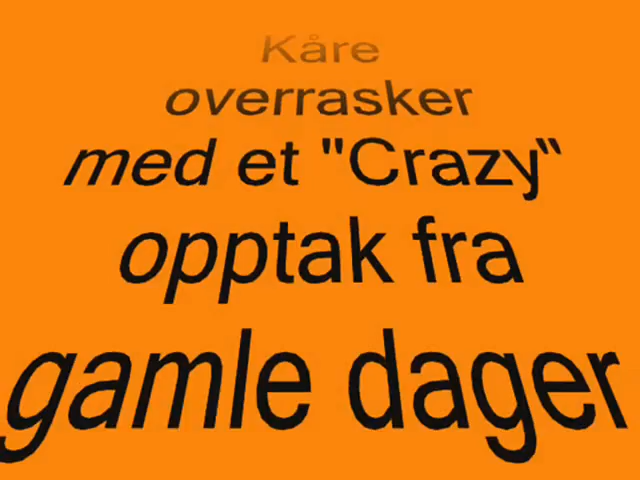 Kåre
overrasker
med et "Crazy“
opptak fra
gamle dager